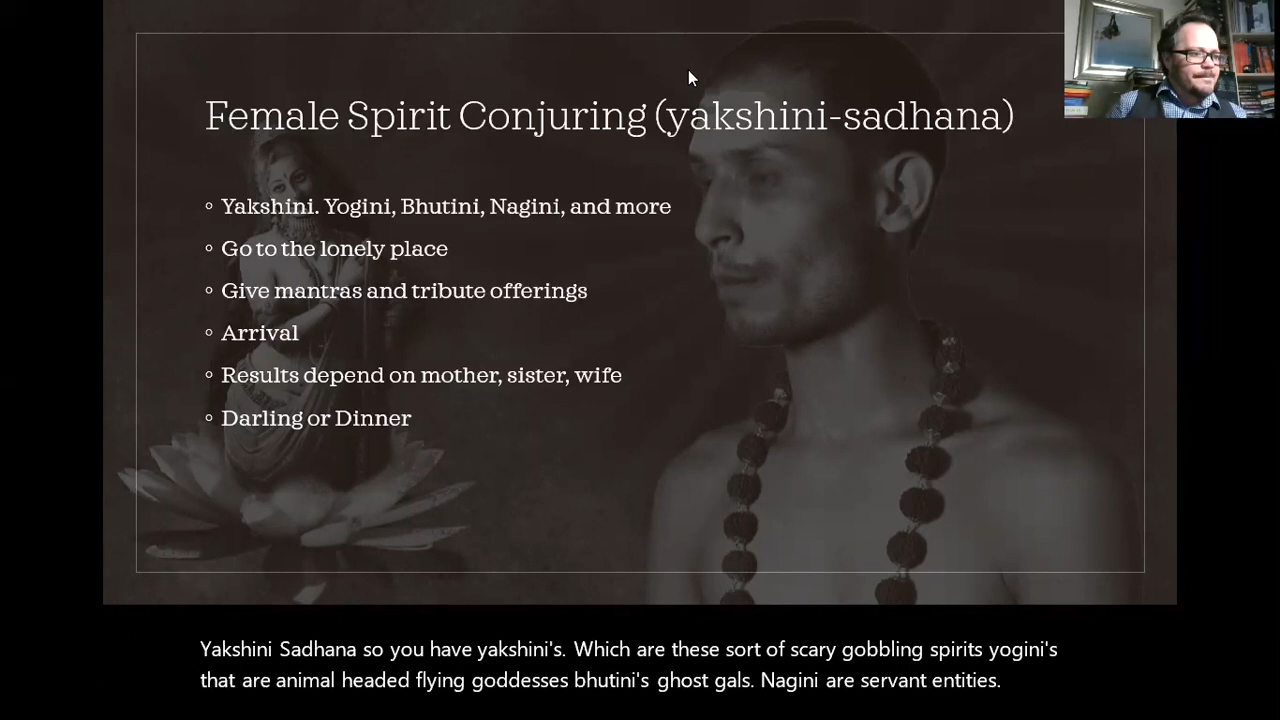 Female Spirit Conjuring (yakshini-sadhana)
Yakshini. Yogini, Bhutini, Nagini, and more
Go to the lonely place
Give mantras and tribute offerings
Arrival
Results depend on mother, sister, wife
Darling or Dinner
Yakshini Sadhana so you have yakshini's. Which are these sort of scary gobbling spirits yogini's
that are animal headed flying goddesses bhutini's ghost gals. Nagini are servant entities.